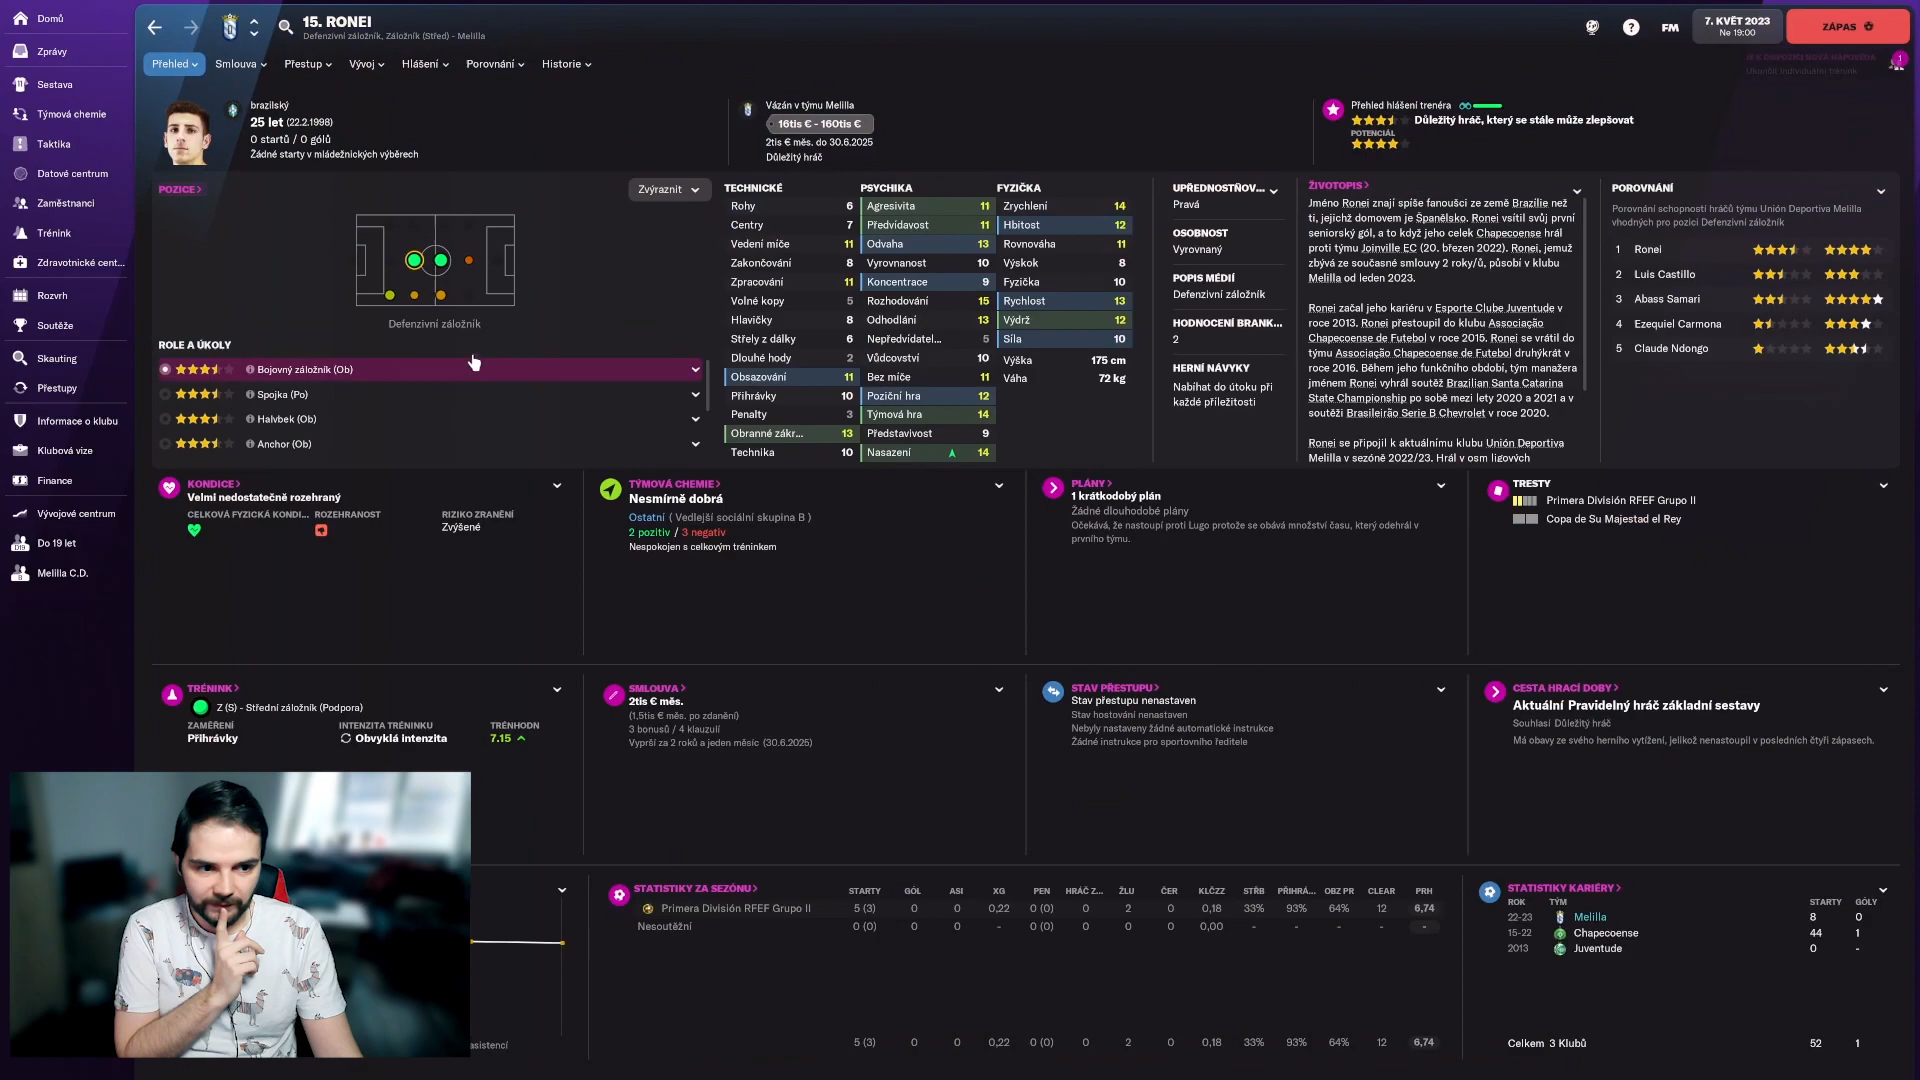 Domů
Zprávy
Sestava
Týmová chemie
Taktika
Datové centrum
Zaměstnanci
Trénink
Zdravotnické cent...
Rozvrh
Soutěže
Skauting
Přestupy
Informace o klubu
Klubová vize
Finance
Vývojové centrum
Do 19 let
Melilla C.D.
15. RONEI
Defenzivní záložník, Záložník (Střed) - Melilla
FM
7. KVĚT 2023
Ne 19:00
ZÁPAS
Přehled
Smlouva
Přestup
Vývoj
Hlášení
Porovnání
Historie
Ukončit individuální trénink
1
brazilský
25 let (22.2.1998)
0 startů / 0 gólů
Žádné starty v mládežnických výběrech
Vázán v týmu Melilla
16tis € - 160tis €
2tis € měs. do 30.6.2025
Důležitý hráč
Přehled hlášení trenéra
Důležitý hráč, který se stále může zlepšovat
POTENCIÁL
POZICE>
Zvýraznit
Defenzivní záložník
ROLE A ÚKOLY
Bojovný záložník (Ob)
Spojka (Po)
Halvbek (Ob)
Anchor (Ob)
TECHNICKÉ
Rohy 6
Centry 7
Vedení míče 11
Zakončování 8
Zpracování 11
Volné kopy 5
Hlavičky 8
Střely z dálky 6
Dlouhé hody 2
Obsazování 11
Přihrávky 10
Penalty 3
Obranné zákr... 13
Technika 10
PSYCHIKA
Agresivita 11
Předvídavost 11
Odvaha 13
Vyrovnanost 10
Koncentrace 9
Rozhodování 15
Odhodlání 13
Nepředvídatel... 5
Vůdcovství 10
Bez míče 11
Poziční hra 12
Týmová hra 14
Představivost 9
Nasazení 14
FYZIČKA
Zrychlení 14
Hbitost 12
Rovnováha 11
Výskok 8
Fyzička 10
Rychlost 13
Výdrž 12
Síla 10
Výška 175 cm
Váha 72 kg
UPŘEDNOSTŇOV...
Pravá
OSOBNOST
Vyrovnaný
POPIS MÉDIÍ
Defenzivní záložník
HODNOCENÍ BRANK...
2
HERNÍ NÁVYKY
Nabíhat do útoku při
každé příležitosti
ŽIVOTOPIS>
Jméno Ronei znají spíše fanoušci ze země Brazílie než
ti, jejichž domovem je Španělsko. Ronei vsítil svůj první
seniorský gól, a to když jeho celek Chapecoense hrál
proti týmu Joinville EC (20. březen 2022). Ronei, jemuž
zbývá ze současné smlouvy 2 roky/ů, působí v klubu
Melilla od leden 2023.
Ronei začal jeho kariéru v Esporte Clube Juventude v
roce 2013. Ronei přestoupil do klubu Associação
Chapecoense de Futebol v roce 2015. Ronei se vrátil do
týmu Associação Chapecoense de Futebol druhýkrát v
roce 2016. Během jeho funkčního období, tým manažera
jménem Ronei vyhrál soutěž Brazilian Santa Catarina
State Championship po sobě mezi lety 2020 a 2021 a v
soutěži Brasileirão Serie B Chevrolet v roce 2020.
Ronei se připojil k aktuálnímu klubu Unión Deportiva
Melilla v sezóně 2022/23. Hrál v osm ligových
POROVNÁNÍ
Porovnání schopností hráčů týmu Unión Deportiva Melilla
vhodných pro pozici Defenzivní záložník
1 Ronei
2 Luis Castillo
3 Abass Samari
4 Ezequiel Carmona
5 Claude Ndongo
KONDICE>
Velmi nedostatečně rozehraný
CELKOVÁ FYZICKÁ KONDI... ROZEHRANOST RIZIKO ZRANĚNÍ
Zvýšené
TÝMOVÁ CHEMIE>
Nesmírně dobrá
Ostatní ( Vedlejší sociální skupina B )
2 pozitiv / 3 negativ
Nespokojen s celkovým tréninkem
PLÁNY>
1 krátkodobý plán
Žádné dlouhodobé plány
Očekává, že nastoupí proti Lugo protože se obává množství času, který odehrál v
prvního týmu.
TRESTY
Primera División RFEF Grupo II
Copa de Su Majestad el Rey
TRÉNINK>
Z (S) - Střední záložník (Podpora)
ZAMĚŘENÍ INTENZITA TRÉNINKU TRÉNHODN
Přihrávky Obvyklá intenzita 7.15
SMLOUVA>
2tis € měs.
(1,5tis € měs. po zdanění)
3 bonusů / 4 klauzulí
Vyprší za 2 roků a jeden měsíc (30.6.2025)
STAV PŘESTUPU>
Stav přestupu nenastaven
Stav hostování nenastaven
Nebyly nastaveny žádné automatické instrukce
Žádné instrukce pro sportovního ředitele
CESTA HRACÍ DOBY>
Aktuální Pravidelný hráč základní sestavy
Souhlasí Důležitý hráč
Má obavy ze svého herního vytížení, jelikož nenastoupil v posledních čtyři zápasech.
asistencí
STATISTIKY ZA SEZÓNU> STARTY GÓL ASI XG PEN HRÁČ Z... ŽLU ČER KLČZZ STŘB PŘIHRÁ... OBZ PR CLEAR PRH
Primera División RFEF Grupo II 5 (3) 0 0 0,22 0 (0) 0 2 0 0,18 33% 93% 64% 12 6,74
Nesoutěžní 0 (0) 0 0 - 0 (0) 0 0 0 0,00 - - - - -
5 (3) 0 0 0,22 0 (0) 0 2 0 0,18 33% 93% 64% 12 6,74
STATISTIKY KARIÉRY>
ROK TÝM STARTY GÓLY
22-23 Melilla 8 0
15-22 Chapecoense 44 1
2013 Juventude 0 -
Celkem 3 Klubů 52 1